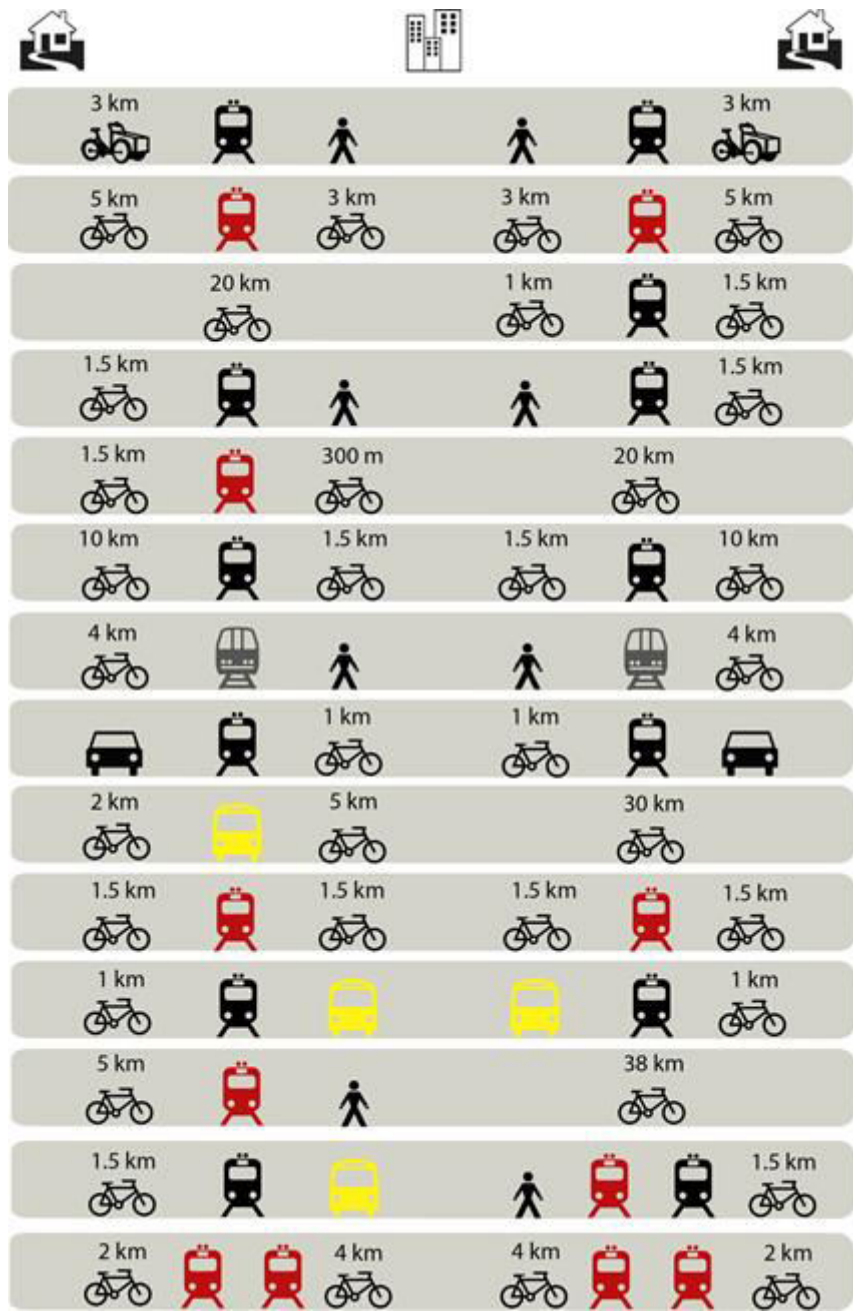 3 km 3 km
5 km 3 km 3 km 5 km
20 km 1 km 1.5 km
1.5 km 1.5 km
1.5 km 300 m 20 km
10 km 1.5 km 1.5 km 10 km
4 km 4 km
1 km 1 km
2 km 5 km 30 km
1.5 km 1.5 km 1.5 km 1.5 km
1 km 1 km
5 km 38 km
1.5 km 1.5 km
2 km 4 km 4 km 2 km